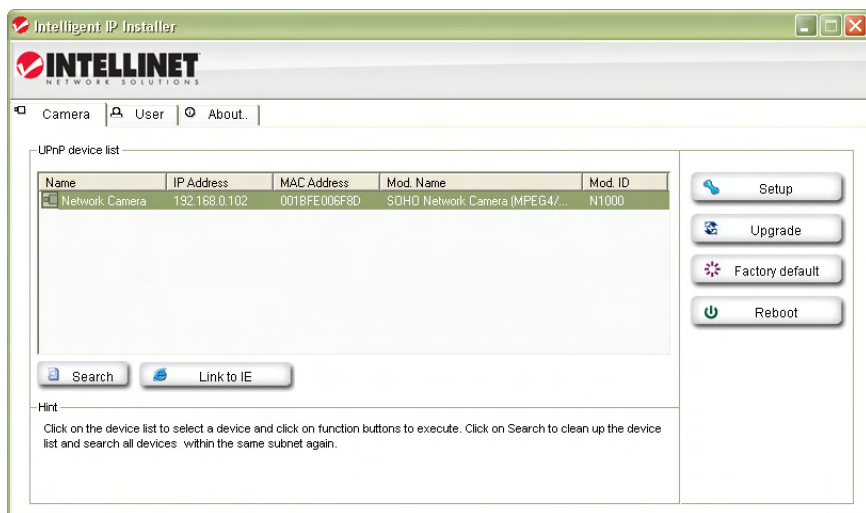 Intelligent IP Installer
INTELLINET
NETWORK SOLUTIONS
Camera User About..
UPnP device list
Name IP Address MAC Address Mod. Name Mod. ID
Network Camera 192.168.0.102 001BFE006F8D SOHO Network Camera (MPEG4/... N1000
Setup
Upgrade
Factory default
Reboot
Search Link to IE
Hint
Click on the device list to select a device and click on function buttons to execute. Click on Search to clean up the device
list and search all devices within the same subnet again.